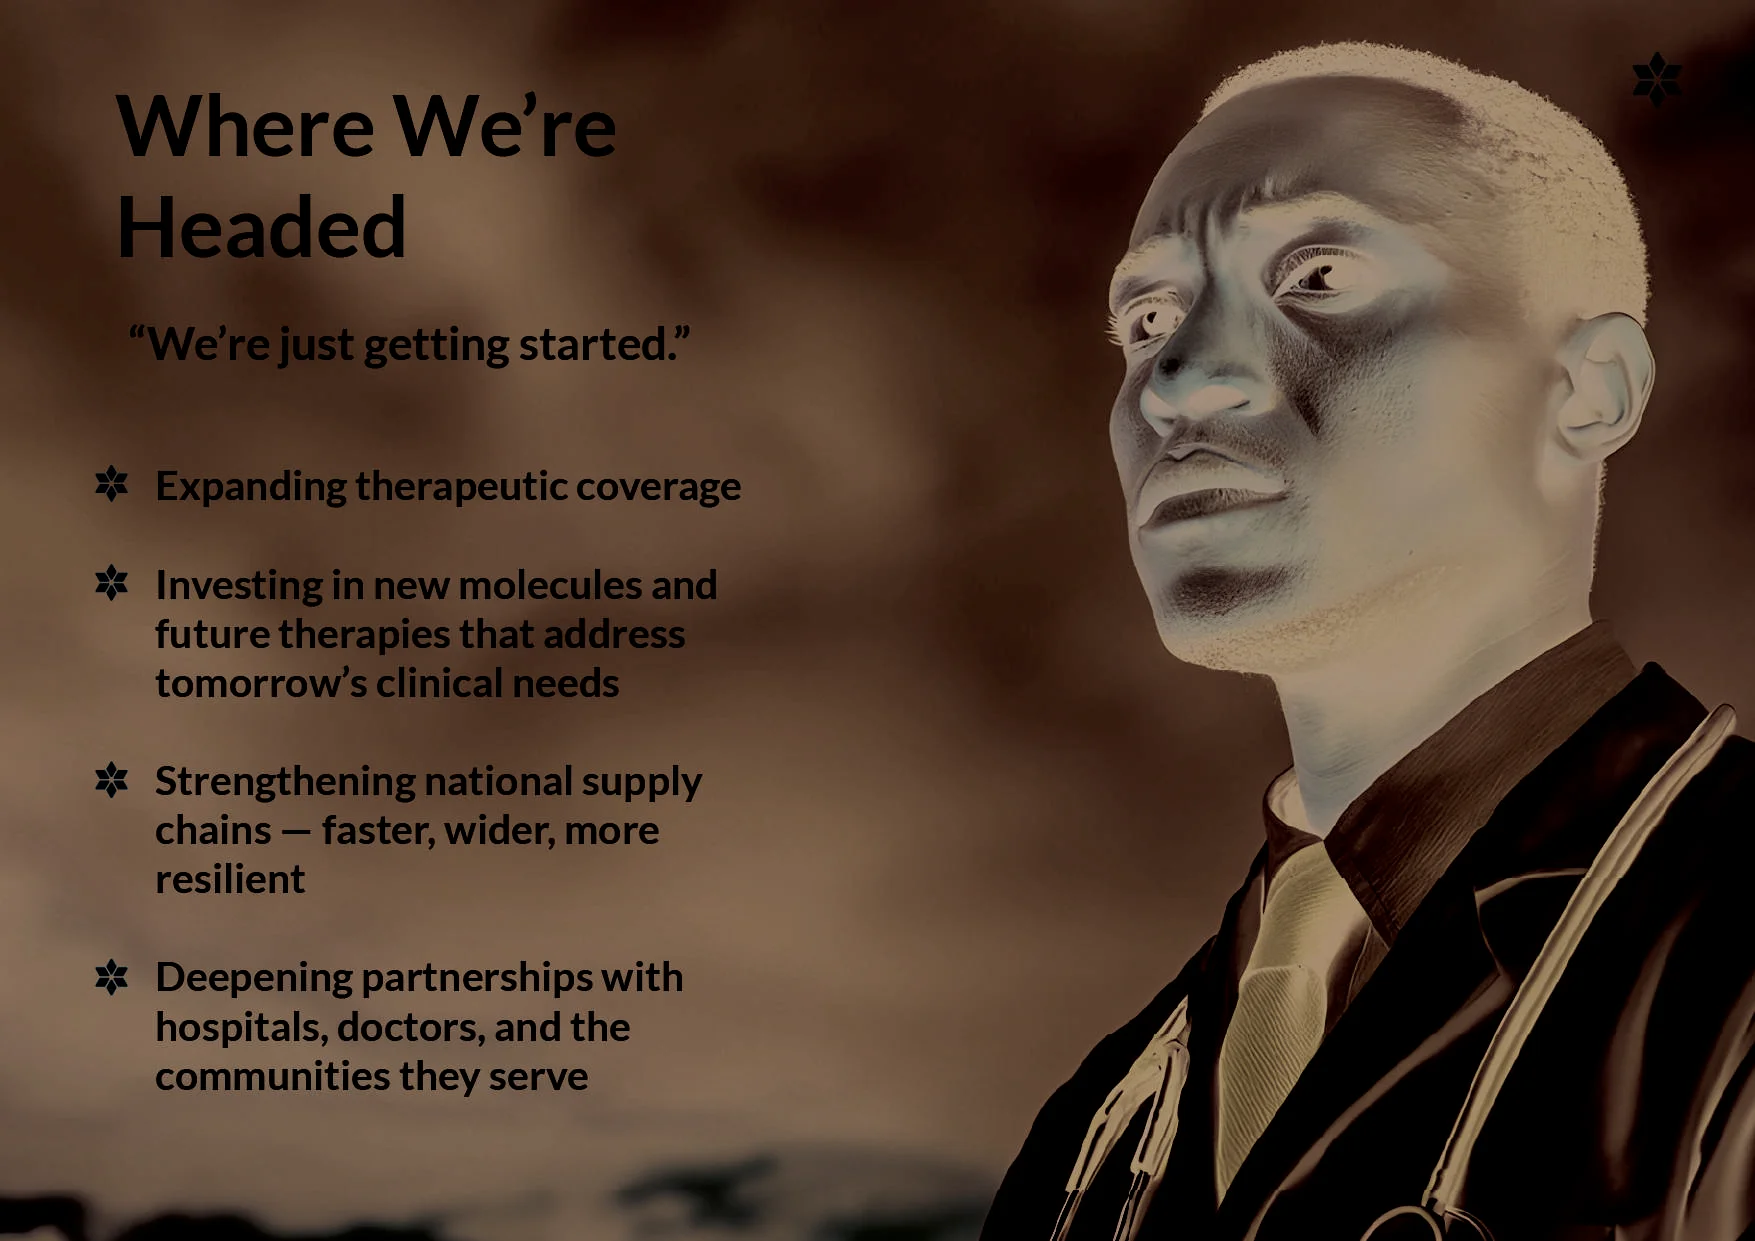 Where We’re
Headed
“We’re just getting started.”
Expanding therapeutic coverage
Investing in new molecules and
future therapies that address
tomorrow’s clinical needs
Strengthening national supply
chains — faster, wider, more
resilient
Deepening partnerships with
hospitals, doctors, and the
communities they serve